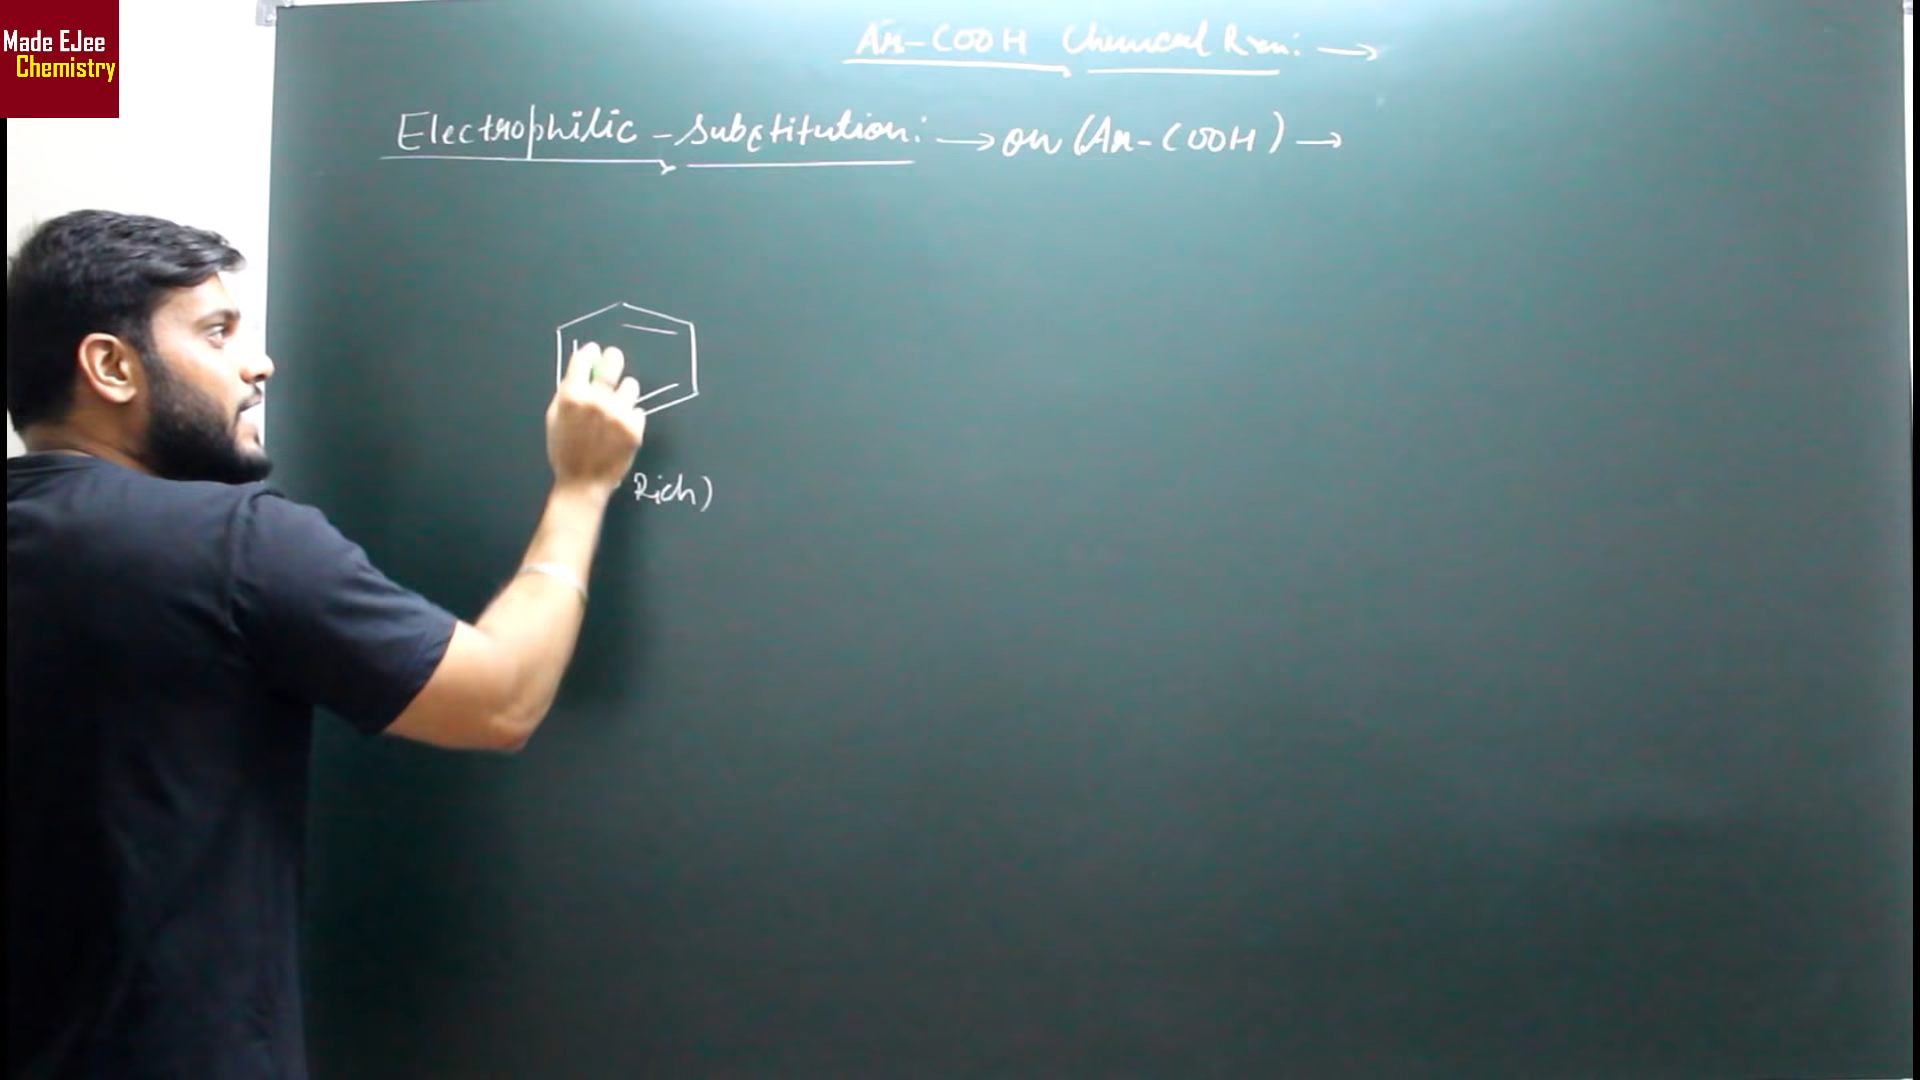 Made EJee
Chemistry
Ar-COOH Chemical Rxn: →
Electrophilic - Substitution: → on (Ar-COOH) →
Rich)